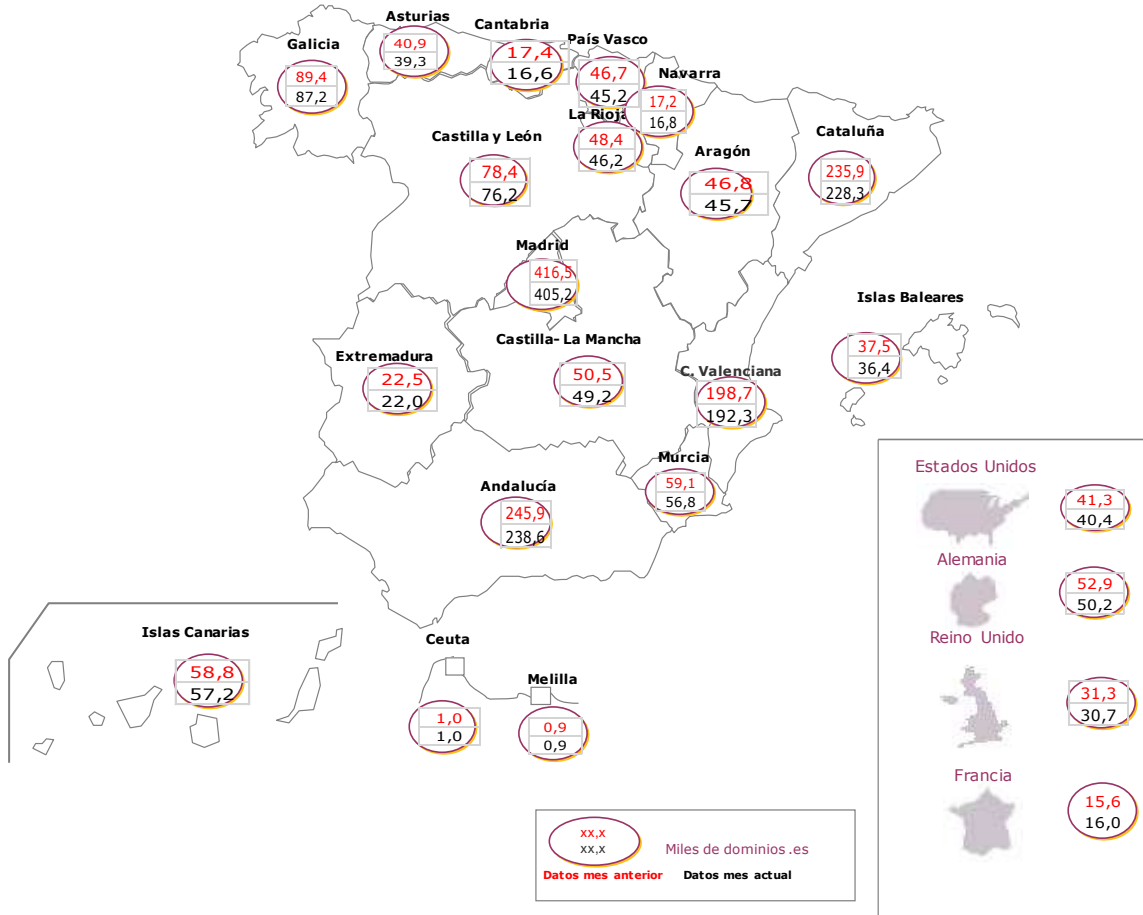 Asturias
40,9
39,3
Cantabria
17,4
16,6
País Vasco
46,7
45,2
Galicia
89,4
87,2
Navarra
17,2
16,8
La Rioja
48,4
46,2
Castilla y León
78,4
76,2
Aragón
46,8
45,7
Cataluña
235,9
228,3
Madrid
416,5
405,2
Islas Baleares
37,5
36,4
Castilla- La Mancha
50,5
49,2
Extremadura
22,5
22,0
C. Valenciana
198,7
192,3
Murcia
59,1
56,8
Andalucía
245,9
238,6
Islas Canarias
58,8
57,2
Ceuta
1,0
1,0
Melilla
0,9
0,9
Estados Unidos
41,3
40,4
Alemania
52,9
50,2
Reino Unido
31,3
30,7
Francia
15,6
16,0
xx,x
xx,x
Miles de dominios .es
Datos mes anterior Datos mes actual